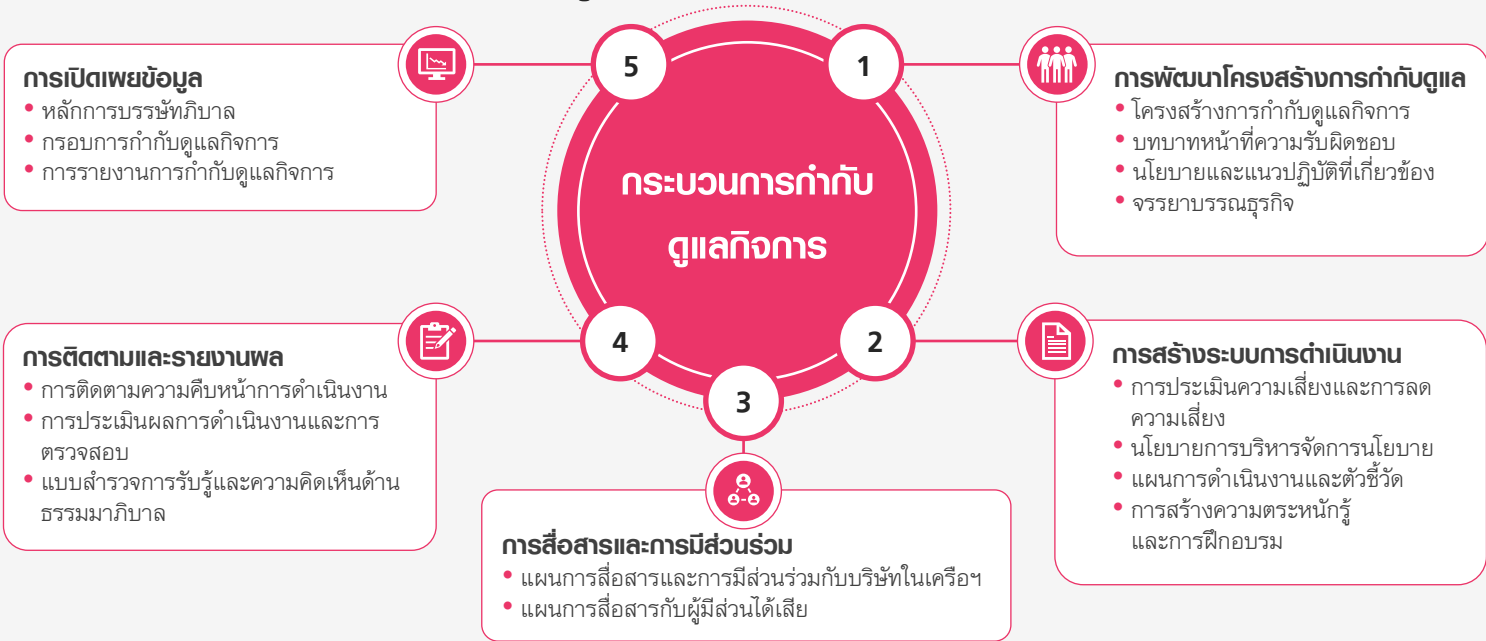 กระบวนการกำกับ
ดูแลกิจการ
1
การพัฒนาโครงสร้างการกำกับดูแล
• โครงสร้างการกำกับดูแลกิจการ
• บทบาทหน้าที่ความรับผิดชอบ
• นโยบายและแนวปฏิบัติที่เกี่ยวข้อง
• จรรยาบรรณธุรกิจ
2
การสร้างระบบการดำเนินงาน
• การประเมินความเสี่ยงและการลด
ความเสี่ยง
• นโยบายการบริหารจัดการนโยบาย
• แผนการดำเนินงานและตัวชี้วัด
• การสร้างความตระหนักรู้
และการฝึกอบรม
3
การสื่อสารและการมีส่วนร่วม
• แผนการสื่อสารและการมีส่วนร่วมกับบริษัทในเครือฯ
• แผนการสื่อสารกับผู้มีส่วนได้เสีย
4
การติดตามและรายงานผล
• การติดตามความคืบหน้าการดำเนินงาน
• การประเมินผลการดำเนินงานและการ
ตรวจสอบ
• แบบสำรวจการรับรู้และความคิดเห็นด้าน
ธรรมมาภิบาล
5
การเปิดเผยข้อมูล
• หลักการบรรษัทภิบาล
• กรอบการกำกับดูแลกิจการ
• การรายงานการกำกับดูแลกิจการ